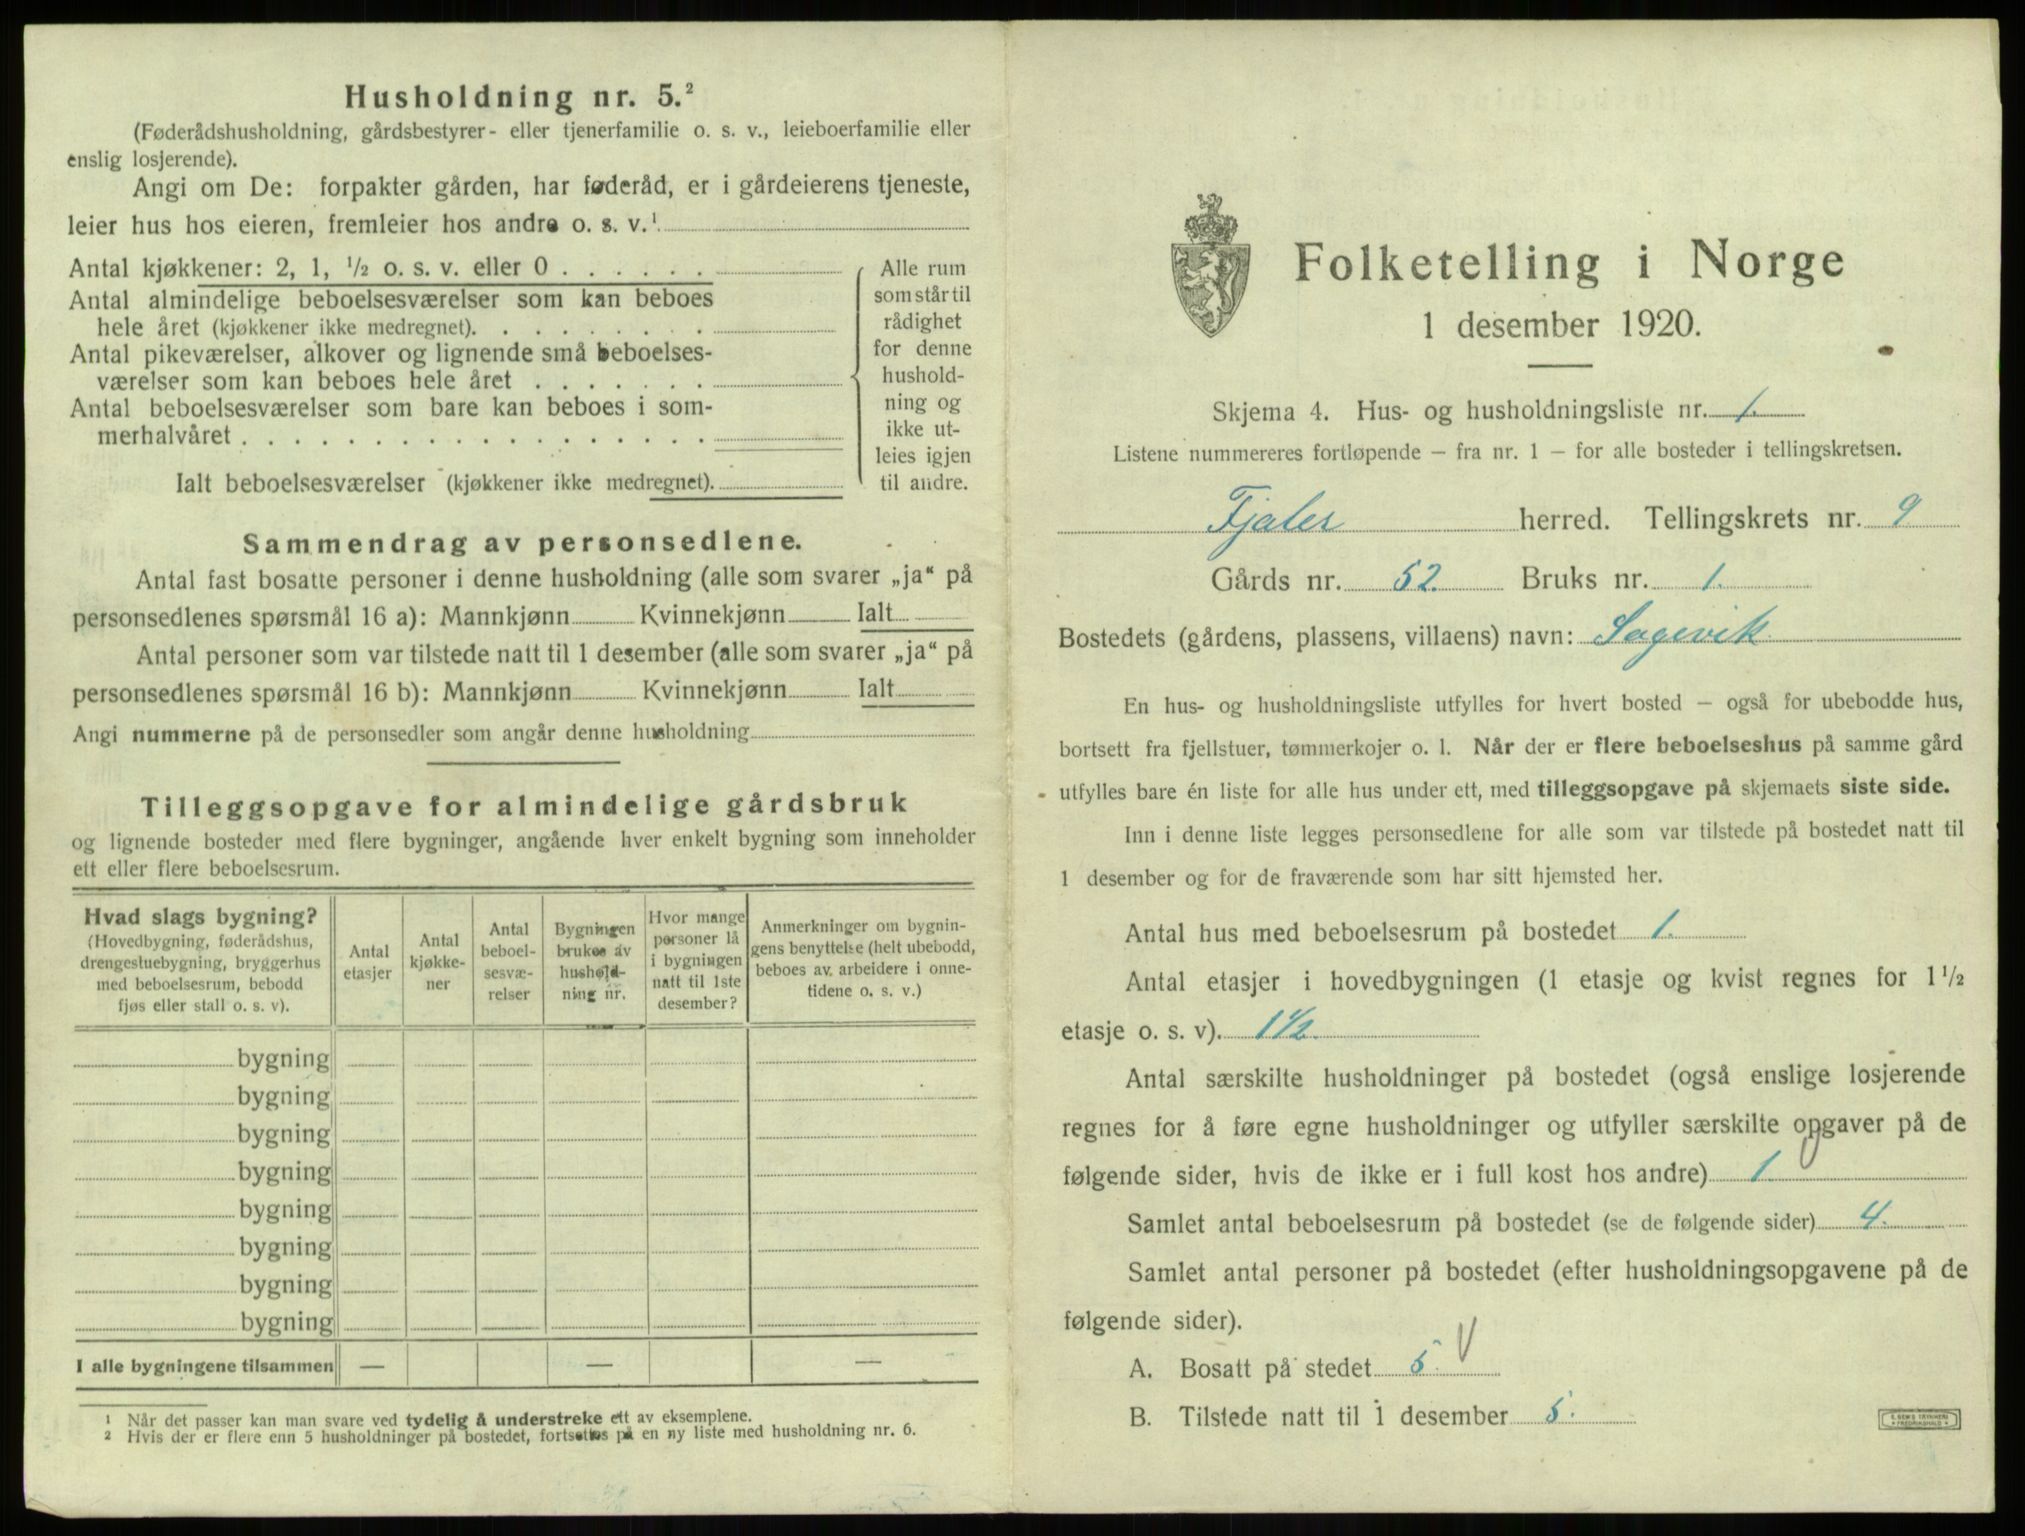 Husholdning nr. 5.²
(Føderådshusholdning, gårdsbestyrer- eller tjenerfamilie o. s. v., leieboerfamilie eller
enslig losjerende).
Angi om De: forpakter gården, har føderåd, er i gårdeierens tjeneste,
leier hus hos eieren, fremleier hos andre o. s. v.¹
Antal kjøkkener: 2, 1, ½ o. s. v. eller 0 . . . . . .
Antal almindelige beboelsesværelser som kan beboes
hele året (kjøkkener ikke medregnet). . . . . . . . .
Antal pikeværelser, alkover og lignende små beboelses-
værelser som kan beboes hele året . . . . . . .
Antal beboelsesværelser som bare kan beboes i som-
merhalvåret . . . . . . . . . . . . . . . . . .
Ialt beboelsesværelser (kjøkkener ikke medregnet).
Alle rum
som står til
rådighet
for denne
hushold-
ning og
ikke ut-
leies igjen
til andre.
Sammendrag av personsedlene.
Antal fast bosatte personer i denne husholdning (alle som svarer „ja“ på
personsedlenes spørsmål 16 a): Mannkjønn Kvinnekjønn Ialt
Antal personer som var tilstede natt til 1 desember (alle som svarer „ja“ på
personsedlenes spørsmål 16 b): Mannkjønn Kvinnekjønn Ialt
Angi nummerne på de personsedler som angår denne husholdning
Tilleggsopgave for almindelige gårdsbruk
og lignende bosteder med flere bygninger, angående hver enkelt bygning som inneholder
ett eller flere beboelsesrum.
Hvad slags bygning?
(Hovedbygning, føderådshus,
drengestuebygning, bryggerhus
med beboelsesrum, bebodd
fjøs eller stall o. s. v).
Antal
etasjer
Antal
kjøkke-
ner
Antal
beboel-
sesvæ-
relser
Bygningen
brukes av
hushold-
ning nr.
Hvor mange
personer lå
i bygningen
natt til 1ste
desember?
Anmerkninger om bygnin-
gens benyttelse (helt ubebodd,
beboes av arbeidere i onne-
tidene o. s. v.)
bygning
bygning
bygning
bygning
bygning
bygning
bygning
bygning
I alle bygningene tilsammen — — —
¹ Når det passer kan man svare ved tydelig å understreke ett av eksemplene.
² Hvis der er flere enn 5 husholdninger på bostedet, fortsettes på en ny liste med husholdning nr. 6.
Folketelling i Norge
1 desember 1920.
Skjema 4. Hus- og husholdningsliste nr. 1.
Listene nummereres fortløpende – fra nr. 1 – for alle bosteder i tellingskretsen.
Fjaler herred. Tellingskrets nr. 9
Gårds nr. 52. Bruks nr. 1.
Bostedets (gårdens, plassens, villaens) navn: Sagevik
En hus- og husholdningsliste utfylles for hvert bosted – også for ubebodde hus,
bortsett fra fjellstuer, tømmerkojer o. l. Når der er flere beboelseshus på samme gård
utfylles bare én liste for alle hus under ett, med tilleggsopgave på skjemaets siste side.
Inn i denne liste legges personsedlene for alle som var tilstede på bostedet natt til
1 desember og for de fraværende som har sitt hjemsted her.
Antal hus med beboelsesrum på bostedet 1.
Antal etasjer i hovedbygningen (1 etasje og kvist regnes for 1 ½
etasje o. s. v). 1½.
Antal særskilte husholdninger på bostedet (også enslige losjerende
regnes for å føre egne husholdninger og utfyller særskilte opgaver på de
følgende sider, hvis de ikke er i full kost hos andre) 1.
Samlet antal beboelsesrum på bostedet (se de følgende sider) 4.
Samlet antal personer på bostedet (efter husholdningsopgavene på de
følgende sider).
A. Bosatt på stedet 5.
B. Tilstede natt til 1 desember 5.